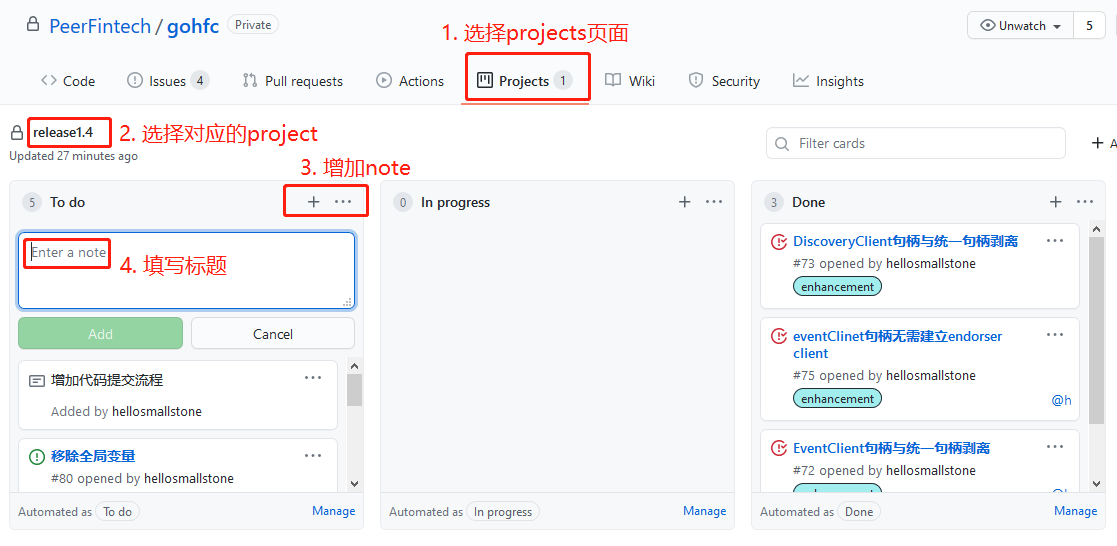 PeerFintech / gohfc Private
1. 选择projects页面
Unwatch 5
Code
Issues 4
Pull requests
Actions
Projects 1
Wiki
Security
Insights
release1.4
2. 选择对应的project
Updated 27 minutes ago
Filter cards
+ A
3. 增加note
5 To do + ...
Enter a note
4. 填写标题
Add
Cancel
增加代码提交流程 ...
Added by hellosmallstone
移除全局变量 ...
#80 opened by hellosmallstone
Automated as To do Manage
0 In progress + ...
Automated as In progress Manage
3 Done + ...
DiscoveryClient句柄与统一句柄剥离 ...
#73 opened by hellosmallstone
enhancement
eventClinet句柄无需建立endorser ...
client
#75 opened by hellosmallstone
enhancement
@h
EventClient句柄与统一句柄剥离 ...
#72 opened by hellosmallstone
Automated as Done Manage